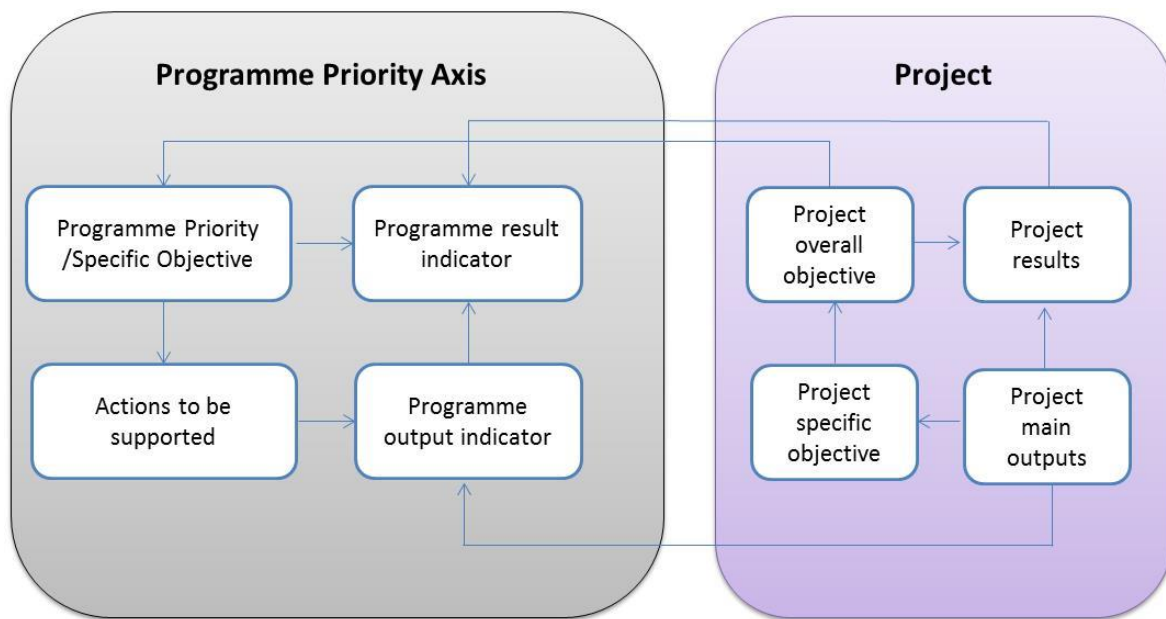 Programme Priority Axis
Project
Programme Priority
/Specific Objective
Programme result
indicator
Project
overall
objective
Project
results
Actions to be
supported
Programme
output indicator
Project
specific
objective
Project
main
outputs